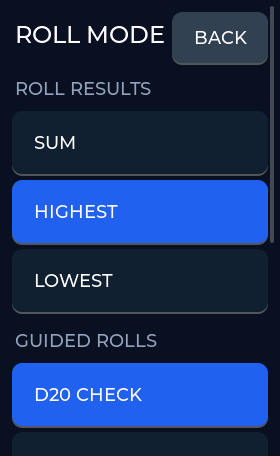 ROLL MODE
BACK
ROLL RESULTS
SUM
HIGHEST
LOWEST
GUIDED ROLLS
D20 CHECK